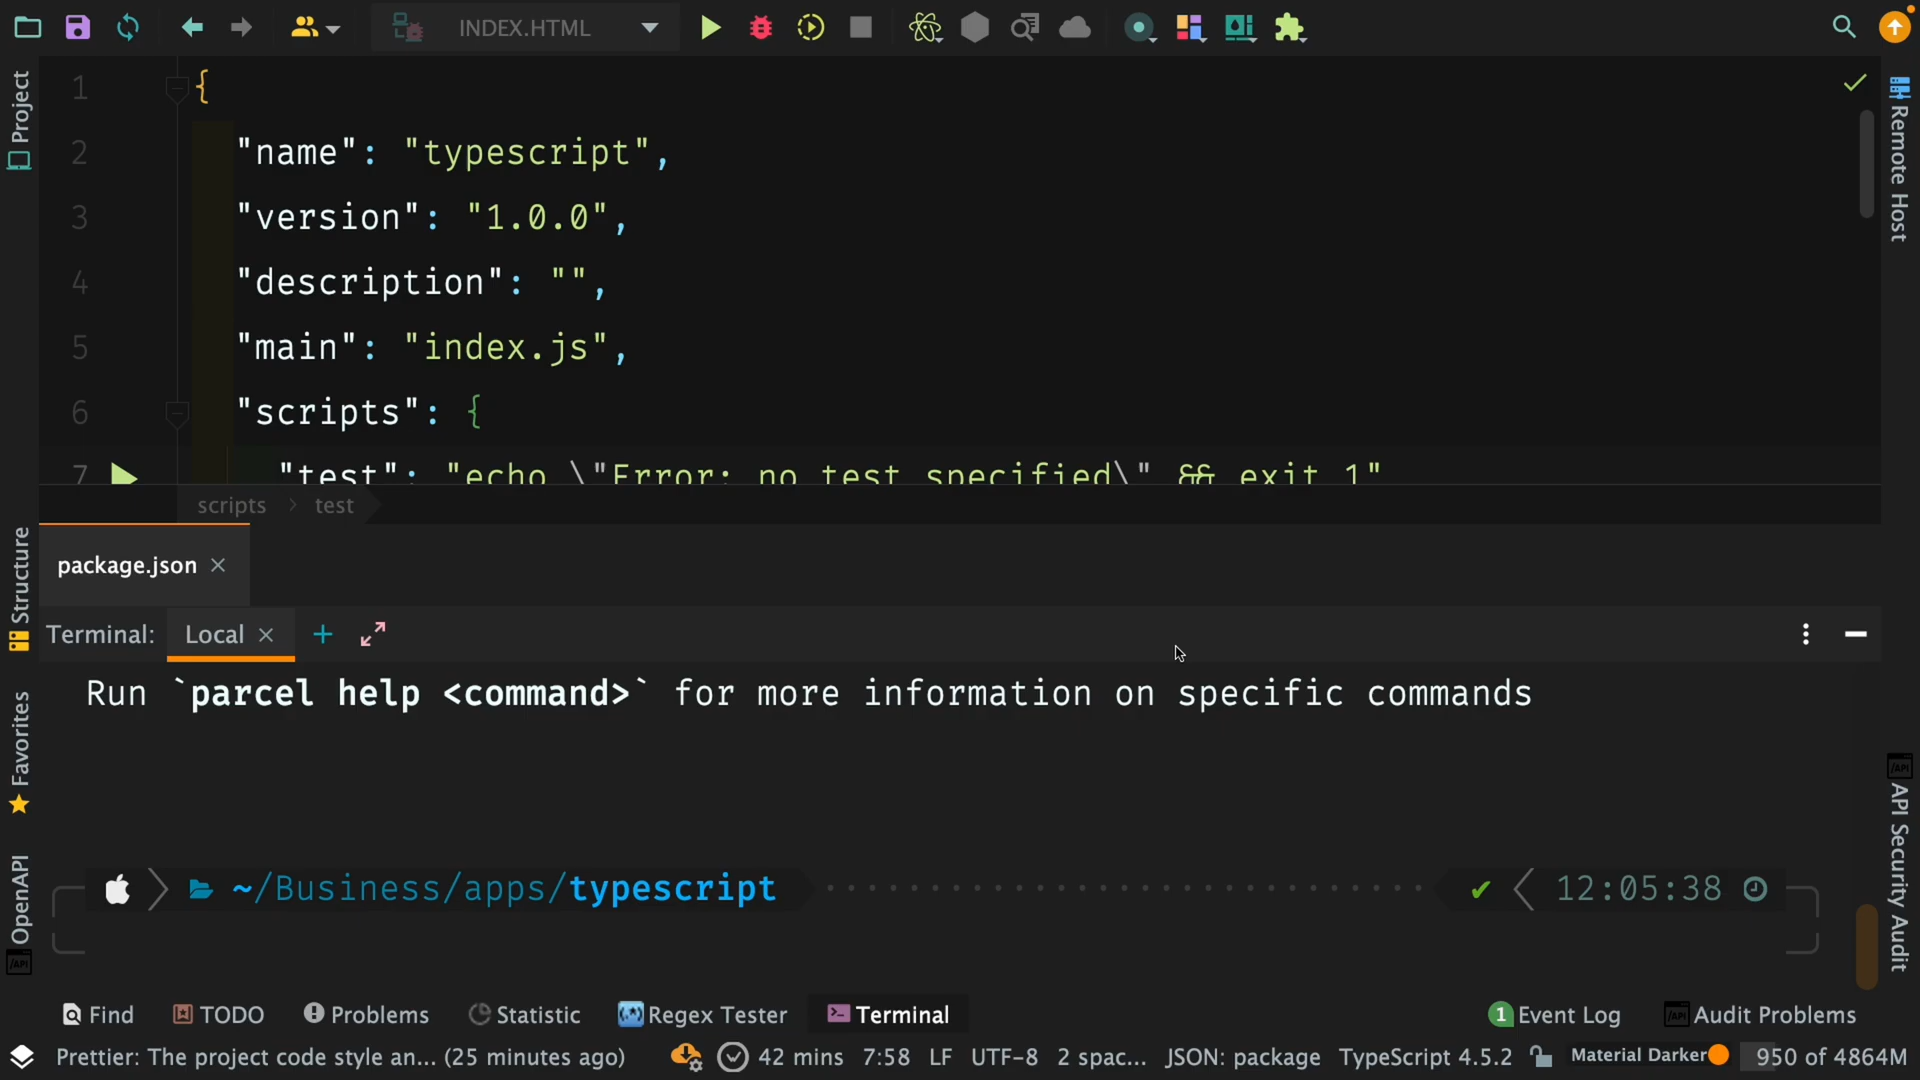 INDEX.HTML
Project
Structure
Favorites
OpenAPI
/API
1 {
2 "name": "typescript",
3 "version": "1.0.0",
4 "description": "",
5 "main": "index.js",
6 "scripts": {
7 "test": "echo \"Error: no test specified\" && exit 1"
scripts > test
package.json ×
Terminal: Local × +
Run `parcel help <command>` for more information on specific commands
~/Business/apps/typescript ✔ 12:05:38
Remote Host
/API
API Security Audit
Find TODO Problems Statistic Regex Tester Terminal 1 Event Log /API Audit Problems
Prettier: The project code style an... (25 minutes ago) 42 mins 7:58 LF UTF-8 2 spac... JSON: package TypeScript 4.5.2 Material Darker 950 of 4864M